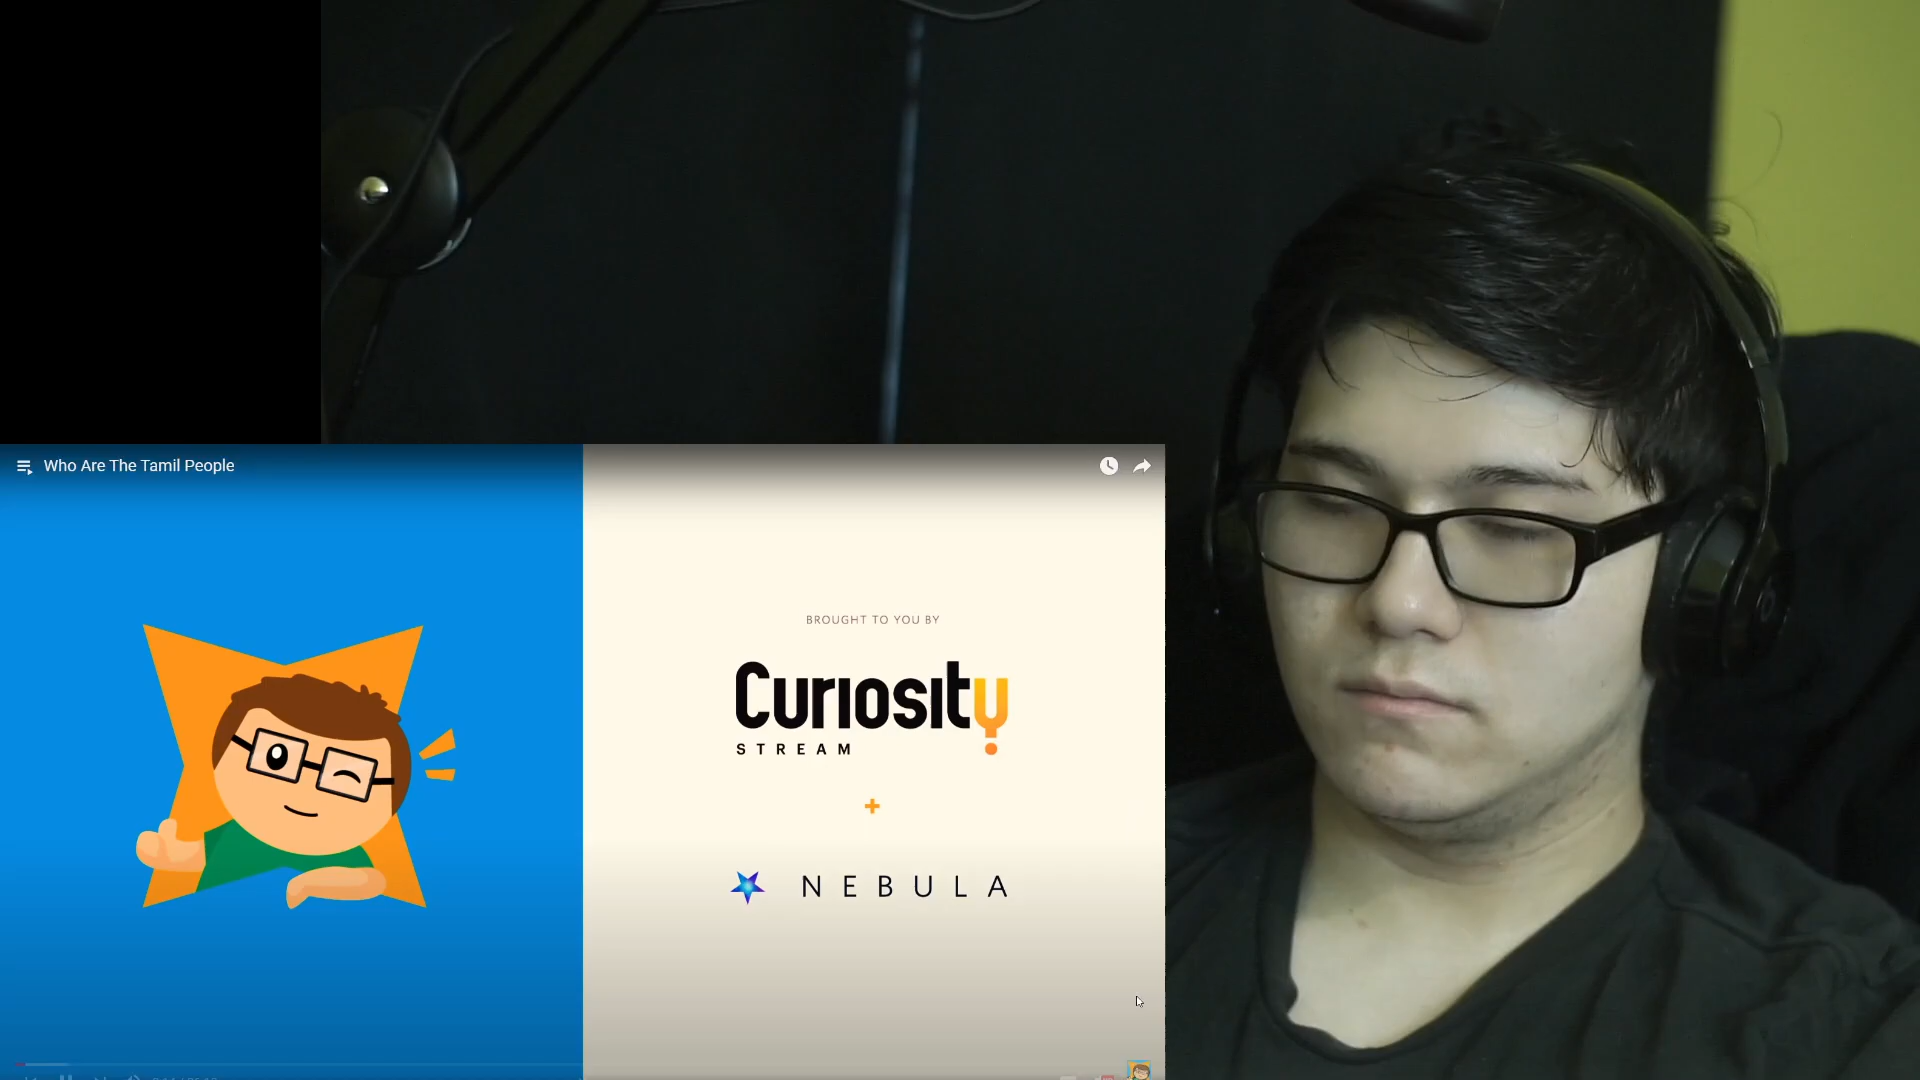 Who Are The Tamil People
BROUGHT TO YOU BY
Curiosity
STREAM
+
NEBULA